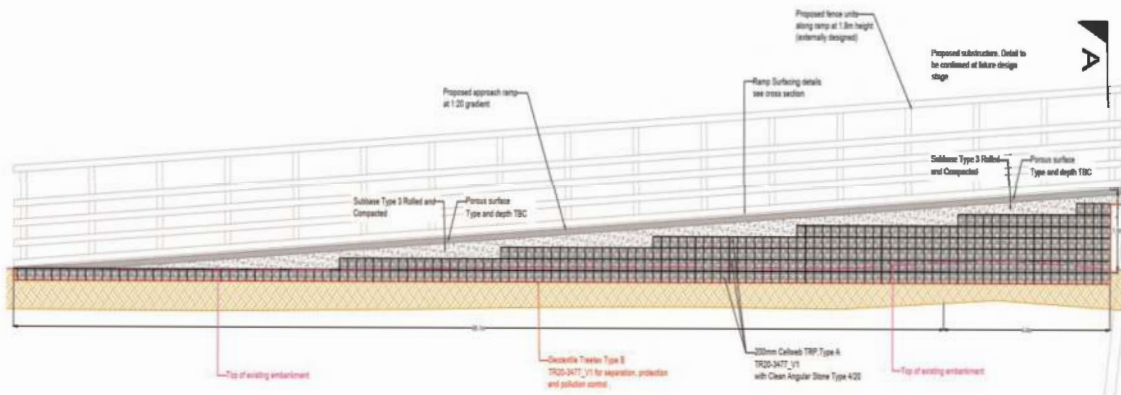 Proposed fence units
along ramp at 1.8m height
(externally designed)
Proposed substructure. Detail to
be confirmed at future design
stage
A
Ramp Surfacing details
see cross section
Proposed approach ramp
at 1:20 gradient
Subbase Type 3 Rolled
and Compacted
Porous surface
Type and depth TBC
Subbase Type 3 Rolled and
Compacted
Porous surface
Type and depth TBC
Top of existing embankment
Geotextile Treetex Type B
TR20-3477_V1 for separation, protection
and pollution control.
200mm Cellweb TRP, Type A
TR20-3477_V1
with Clean Angular Stone Type 4/20
Top of existing embankment